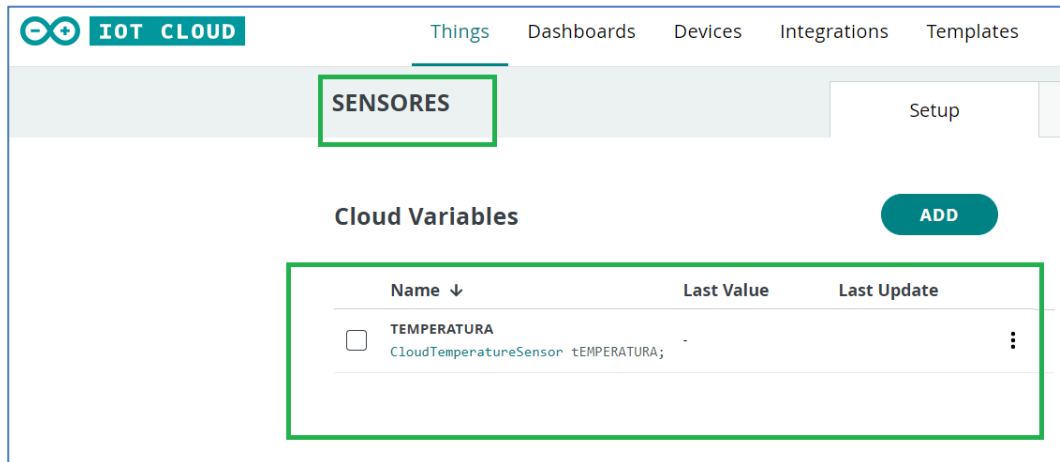 IOT CLOUD Things Dashboards Devices Integrations Templates
SENSORES
Setup
Cloud Variables ADD
Name ↓ Last Value Last Update
TEMPERATURA
CloudTemperatureSensor tEMPERATURA; -